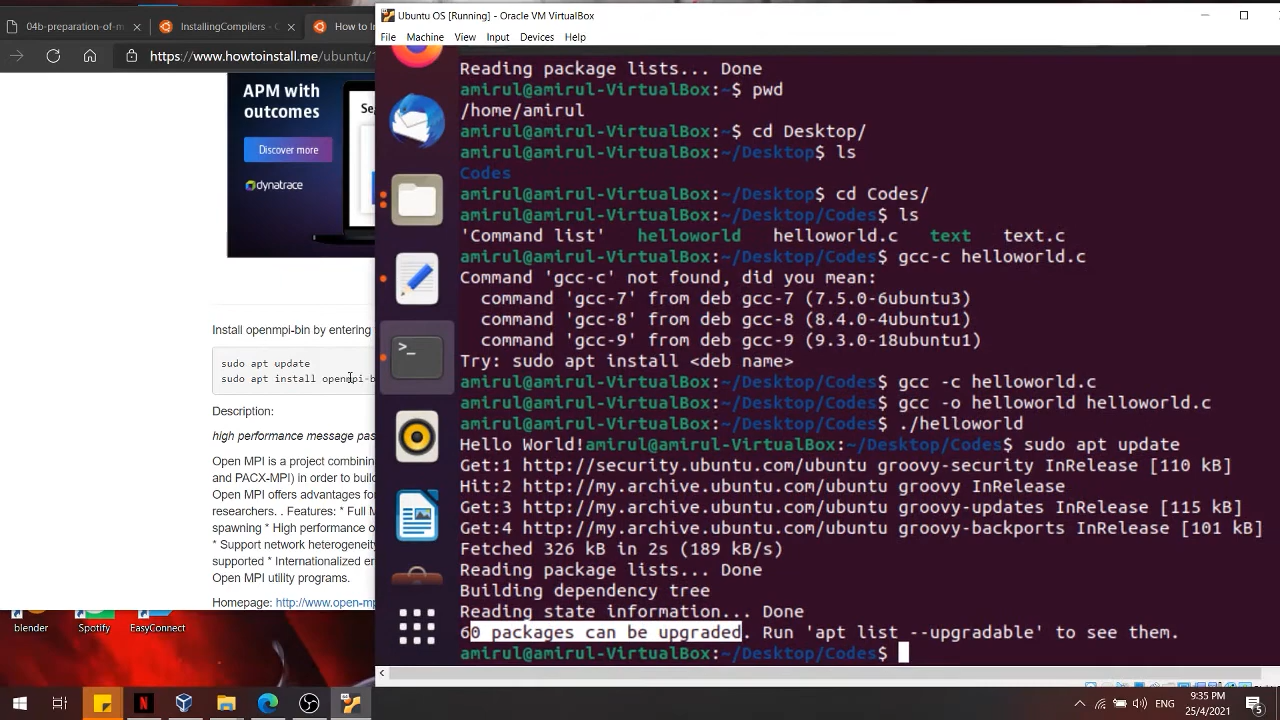 Ubuntu OS [Running] - Oracle VM VirtualBox
04b-preparation-of-m
InstallingCompilers -
How to In
File Machine View Input Devices Help
https://www.howtoinstall.me/ubuntu/
APM with
outcomes
Discover more
dynatrace
Install openmpi-bin by entering
sudo apt update
sudo apt install openmpi-b
Description:
high performance message pas
Open MPI is a project combinin
and PACX-MPI) in order to build
Open MPI offers advantages for
researchers. . Features: * Full M
spawning * High performance o
* Support network heterogeneity
supported * Internationalized er
Open MPI utility programs.
Homepage: http://www.open-mp
Reading package lists... Done
amirul@amirul-VirtualBox:~$ pwd
/home/amirul
amirul@amirul-VirtualBox:~$ cd Desktop/
amirul@amirul-VirtualBox:~/Desktop$ ls
Codes
amirul@amirul-VirtualBox:~/Desktop$ cd Codes/
amirul@amirul-VirtualBox:~/Desktop/Codes$ ls
'Command list' helloworld helloworld.c text text.c
amirul@amirul-VirtualBox:~/Desktop/Codes$ gcc-c helloworld.c
Command 'gcc-c' not found, did you mean:
command 'gcc-7' from deb gcc-7 (7.5.0-6ubuntu3)
command 'gcc-8' from deb gcc-8 (8.4.0-4ubuntu1)
command 'gcc-9' from deb gcc-9 (9.3.0-18ubuntu1)
Try: sudo apt install <deb name>
amirul@amirul-VirtualBox:~/Desktop/Codes$ gcc -c helloworld.c
amirul@amirul-VirtualBox:~/Desktop/Codes$ gcc -o helloworld helloworld.c
amirul@amirul-VirtualBox:~/Desktop/Codes$ ./helloworld
Hello World!amirul@amirul-VirtualBox:~/Desktop/Codes$ sudo apt update
Get:1 http://security.ubuntu.com/ubuntu groovy-security InRelease [110 kB]
Hit:2 http://my.archive.ubuntu.com/ubuntu groovy InRelease
Get:3 http://my.archive.ubuntu.com/ubuntu groovy-updates InRelease [115 kB]
Get:4 http://my.archive.ubuntu.com/ubuntu groovy-backports InRelease [101 kB]
Fetched 326 kB in 2s (189 kB/s)
Reading package lists... Done
Building dependency tree
Reading state information... Done
60 packages can be upgraded. Run 'apt list --upgradable' to see them.
amirul@amirul-VirtualBox:~/Desktop/Codes$
blender Spotify EasyConnect
ENG
9:35 PM
25/4/2021
5